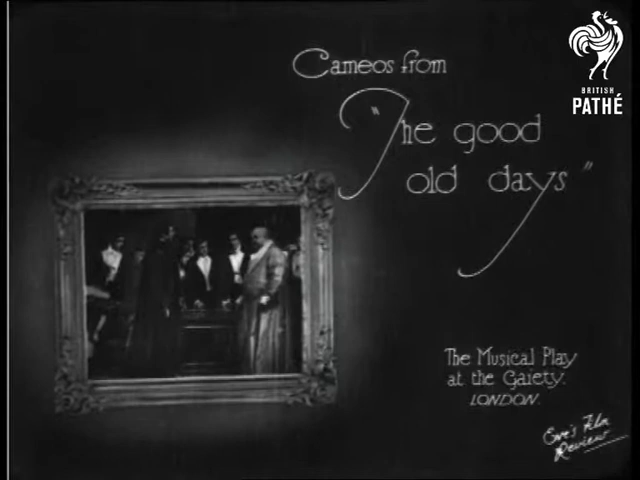 BRITISH
PATHÉ
Cameos from
"The good
old days"
The Musical Play
at the Gaiety.
LONDON.
Eve's Film
Review